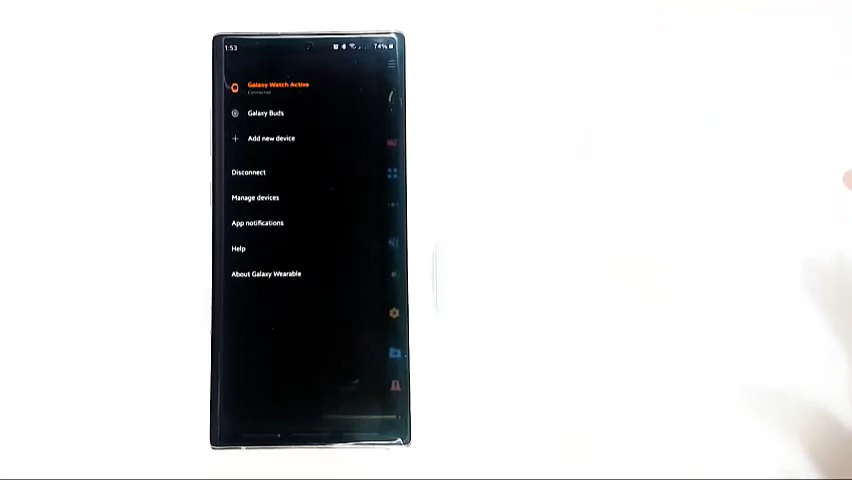 1:53
74%
Galaxy Watch Active
Connected
Galaxy Buds
Add new device
Disconnect
Manage devices
App notifications
Help
About Galaxy Wearable